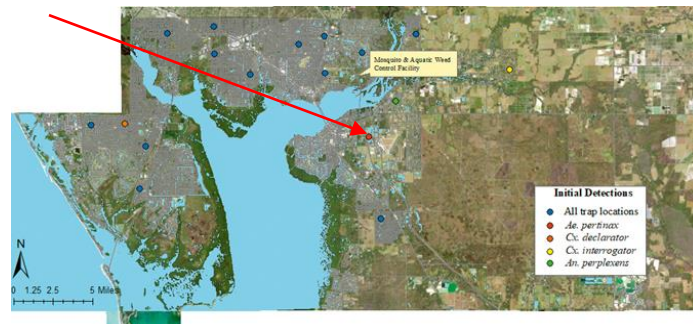 Mosquito & Aquatic Weed
Control Facility
Initial Detections
All trap locations
Ae. pertinax
Cx. declarator
Cx. interrogator
An. perplexens
N
0 1.25 2.5 5 Miles